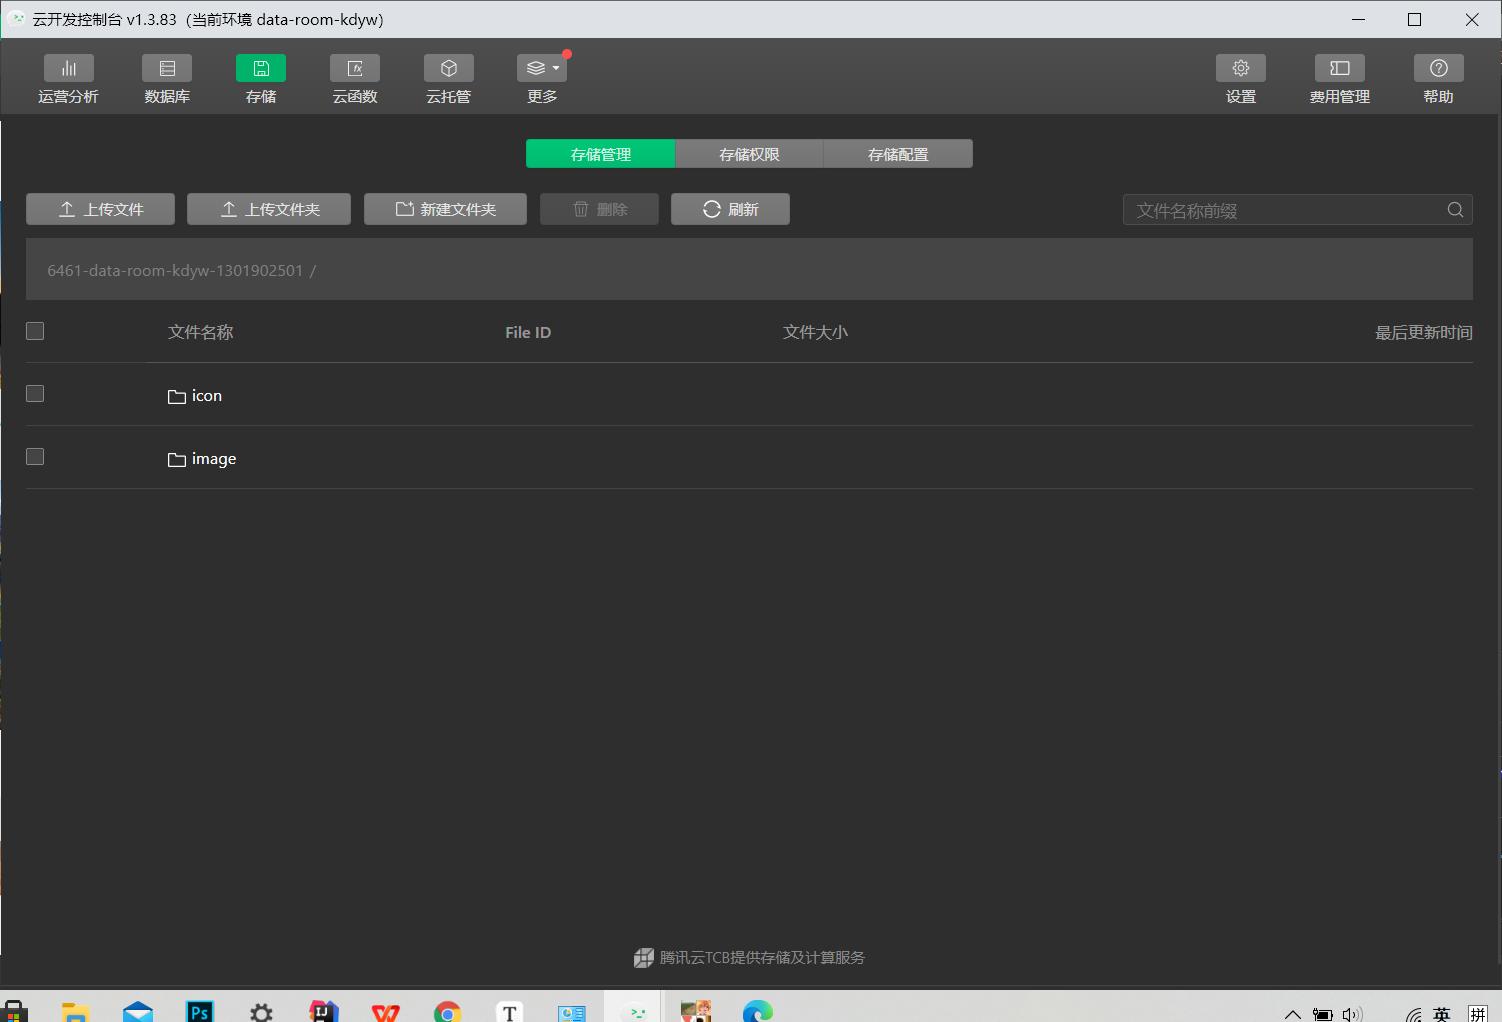 云开发控制台 v1.3.83（当前环境 data-room-kdyw)
运营分析 数据库 存储 fx 云函数 云托管 更多 设置 费用管理 ? 帮助
存储管理 存储权限 存储配置
上传文件 上传文件夹 新建文件夹 删除 刷新 文件名称前缀
6461-data-room-kdyw-1301902501 /
文件名称 File ID 文件大小 最后更新时间
icon
image
腾讯云TCB提供存储及计算服务
Ps IJ W T 英 拼